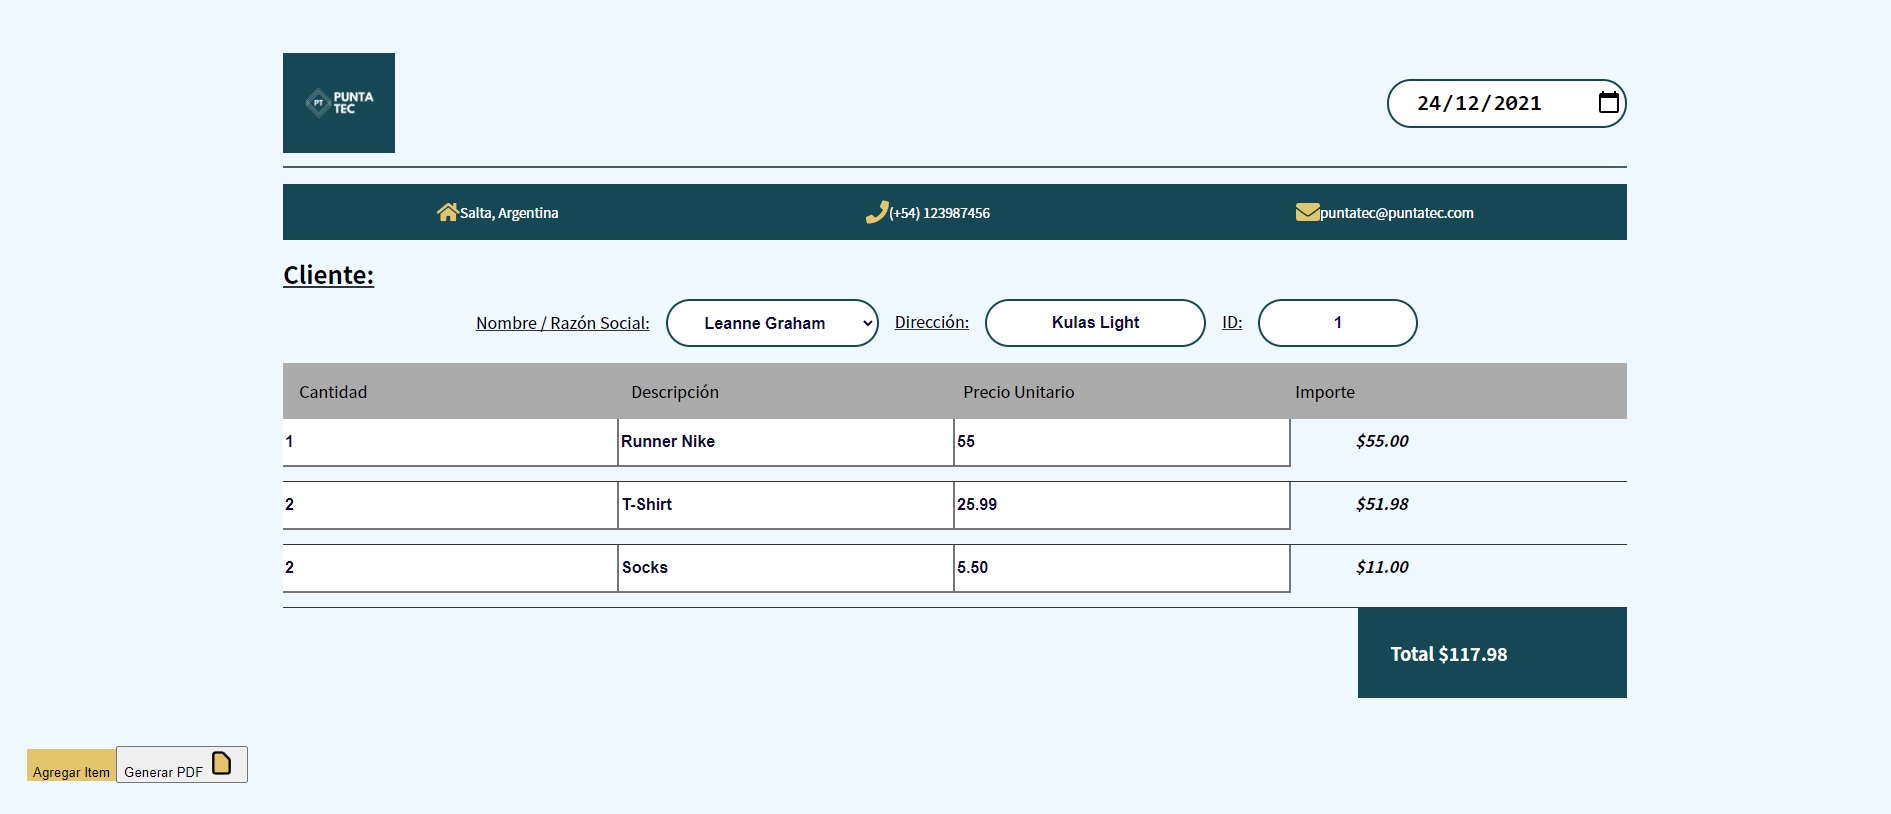 PT PUNTA
TEC
24/12/2021
Salta, Argentina (+54) 123987456 puntatec@puntatec.com
Cliente:
Nombre / Razón Social: Leanne Graham Dirección: Kulas Light ID: 1
Cantidad Descripción Precio Unitario Importe
1 Runner Nike 55 $55.00
2 T-Shirt 25.99 $51.98
2 Socks 5.50 $11.00
Total $117.98
Agregar Item Generar PDF